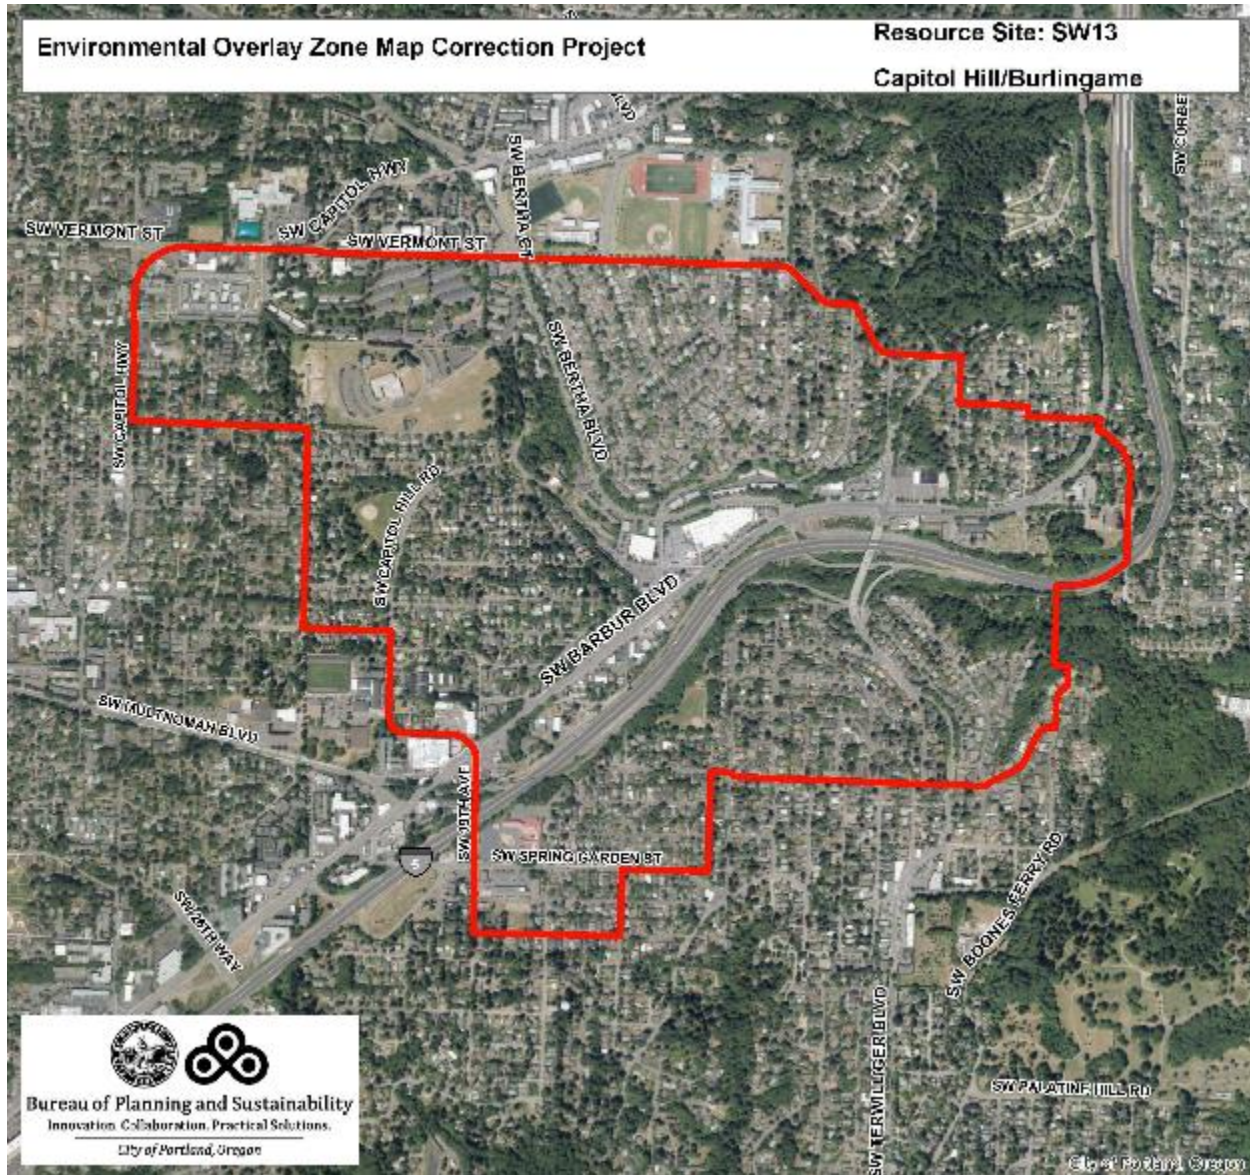 Environmental Overlay Zone Map Correction Project
Resource Site: SW13
Capitol Hill/Burlingame
BLVD
SW CORBE
SW BERTHA CT
SW CAPITOL HWY
SW VERMONT ST
SW VERMONT ST
SW BERTHA BLVD
SW CAPITOL HWY
SW CAPITOL HILL RD
SW BARBUR BLVD
SW MULTNOMAH BLVD
SW 19TH AVE
5
SW SPRING GARDEN ST
SW 26TH WAY
SW BOONES FERRY RD
SW TERWILLIGER BLVD
SW PALATINE HILL RD
Bureau of Planning and Sustainability
Innovation. Collaboration. Practical Solutions.
City of Portland, Oregon
City of Portland, Oregon